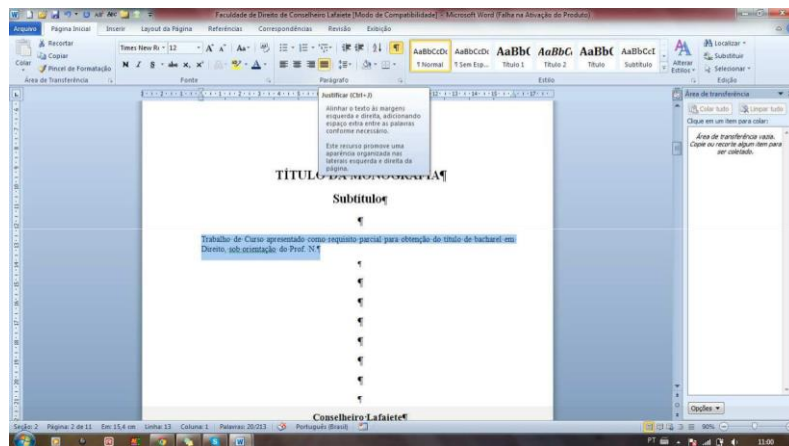 Faculdade de Direito de Conselheiro Lafaiete [Modo de Compatibilidade] - Microsoft Word (Falha na Ativação do Produto)
Arquivo Página Inicial Inserir Layout da Página Referências Correspondências Revisão Exibição
Colar
Recortar
Copiar
Pincel de Formatação
Área de Transferência
Times New R 12
N I S abc
Fonte
Parágrafo
AaBbCcDc AaBbCcDc AaBbC AaBbC AaBbC AaBbCcI
¶ Normal ¶ Sem Esp... Título 1 Título 2 Título Subtítulo
Alterar Estilos
Estilo
Localizar
Substituir
Selecionar
Edição
Justificar (Ctrl+J)
Alinhar o texto às margens
esquerda e direita, adicionando
espaço extra entre as palavras
conforme necessário.
Este recurso promove uma
aparência organizada nas
laterais esquerda e direita da
página.
TÍTULO DA MONOGRAFIA¶
Subtítulo¶
¶
Trabalho de Curso apresentado como requisito parcial para obtenção do título de bacharel em
Direito, sob orientação do Prof. N.¶
¶
¶
¶
¶
¶
¶
¶
¶
Conselheiro Lafaiete¶
Área de transferência
Colar tudo Limpar tudo
Clique em um item para colar:
Área de transferência vazia.
Copie ou recorte algum item para
ser coletado.
Opções
Seção: 2 Página: 2 de 11 Em: 15,4 cm Linha: 13 Coluna: 1 Palavras: 20/213 Português (Brasil) 90%
PT 11:00